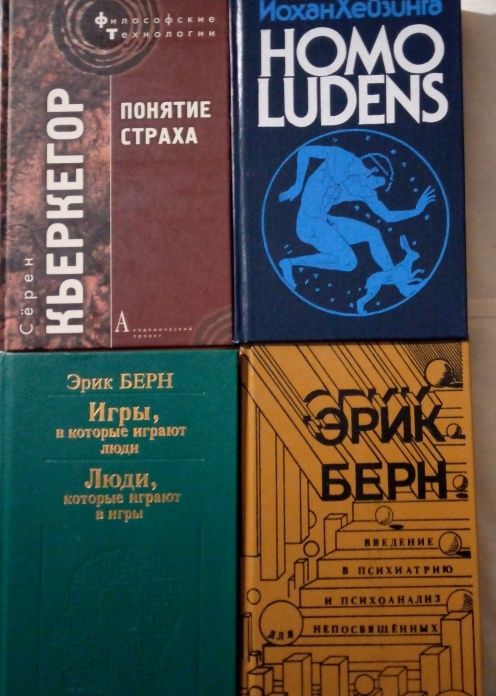 Философские
Технологии
Сёрен
КЬЕРКЕГОР
ПОНЯТИЕ
СТРАХА
Академический
проект
Йохан Хейзинга
HOMO
LUDENS
Эрик БЕРН
Игры,
в которые играют
люди
Люди,
которые играют
в игры
ЭРИК
БЕРН
ВВЕДЕНИЕ
В ПСИХИАТРИЮ
И ПСИХОАНАЛИЗ
ДЛЯ НЕПОСВЯЩЁННЫХ